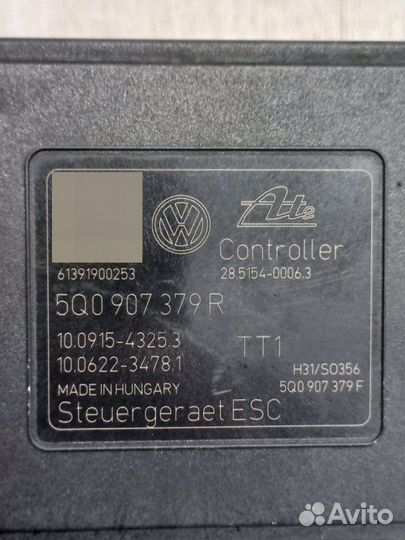 Ate
Controller
61391900253
28.5154-0006.3
5Q0 907 379 R
10.0915-4325.3
TT1
10.0622-3478.1
H31/S0356
MADE IN HUNGARY
5Q0 907 379 F
Steuergeraet ESC
Avito